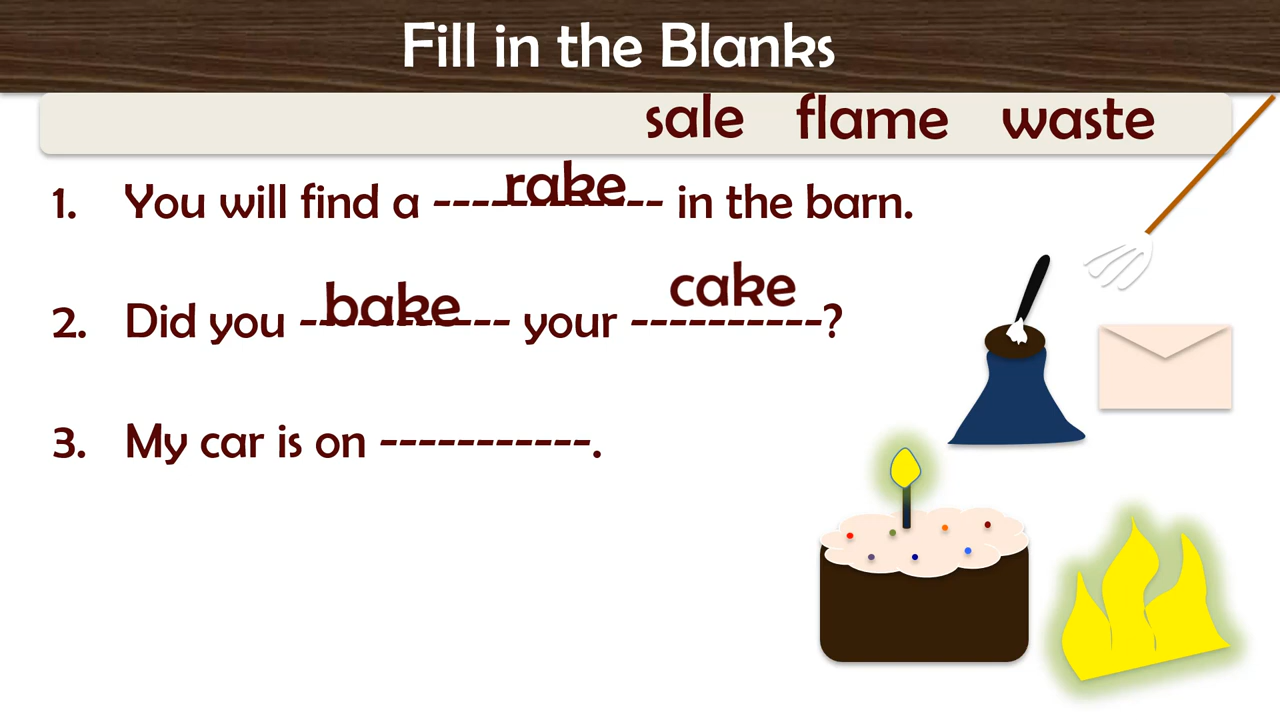 Fill in the Blanks
sale flame waste
1. You will find a ----rake---- in the barn.
2. Did you ---bake--- your cake ----------?
3. My car is on -----------.